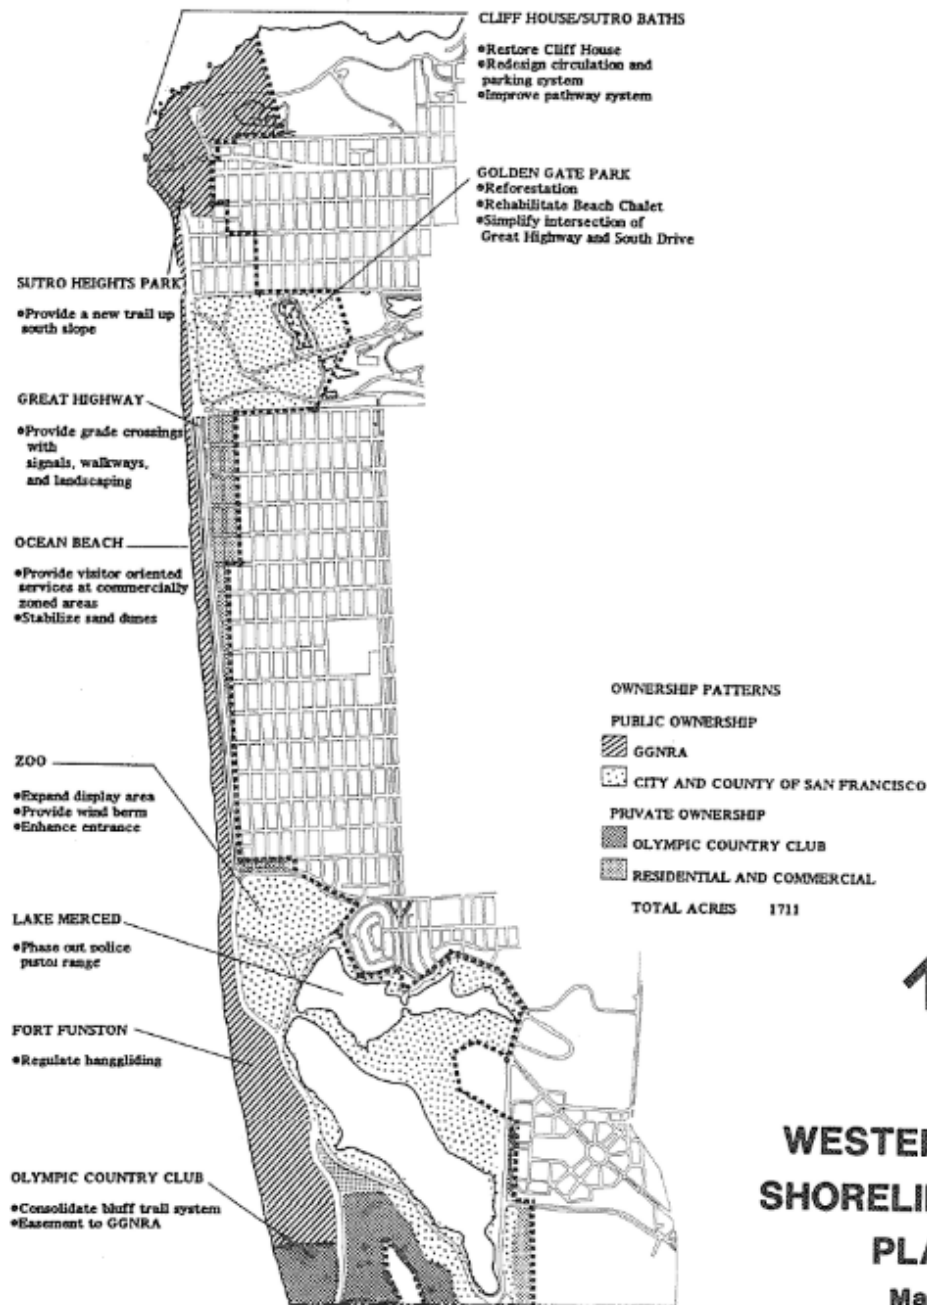 CLIFF HOUSE/SUTRO BATHS
•Restore Cliff House
•Redesign circulation and
parking system
•Improve pathway system
GOLDEN GATE PARK
•Reforestation
•Rehabilitate Beach Chalet
•Simplify intersection of
Great Highway and South Drive
SUTRO HEIGHTS PARK
•Provide a new trail up
south slope
GREAT HIGHWAY
•Provide grade crossings
with
signals, walkways,
and landscaping
OCEAN BEACH
•Provide visitor oriented
services at commercially
zoned areas
•Stabilize sand dunes
ZOO
•Expand display area
•Provide wind berm
•Enhance entrance
LAKE MERCED
•Phase out police
pistol range
FORT FUNSTON
•Regulate hanggliding
OLYMPIC COUNTRY CLUB
•Consolidate bluff trail system
•Easement to GGNRA
OWNERSHIP PATTERNS
PUBLIC OWNERSHIP
GGNRA
CITY AND COUNTY OF SAN FRANCISCO
PRIVATE OWNERSHIP
OLYMPIC COUNTRY CLUB
RESIDENTIAL AND COMMERCIAL
TOTAL ACRES 1711
WESTE
SHORELI
PLA
Ma